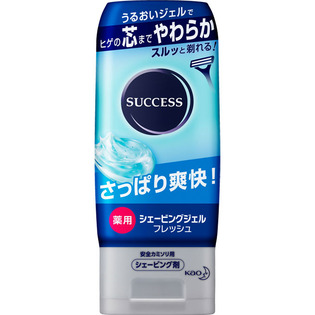 うるおいジェルで
ヒゲの芯までやわらか
スルッと剃れる!
SUCCESS
さっぱり爽快!
薬用
シェービングジェル
フレッシュ
安全カミソリ用
シェービング剤
Kao